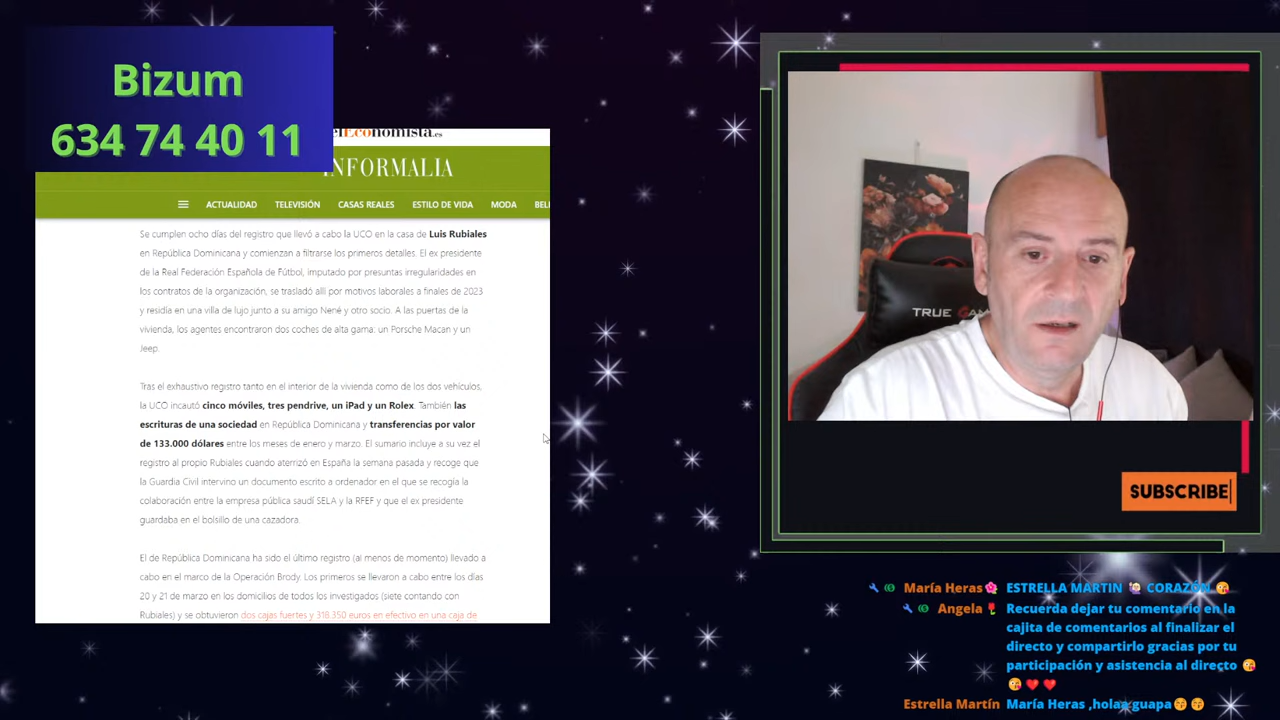 Bizum
634 74 40 11
elEconomista.es
INFORMALIA
ACTUALIDAD TELEVISIÓN CASAS REALES ESTILO DE VIDA MODA
Se cumplen ocho días del registro que llevó a cabo la UCO en la casa de Luis Rubiales
en República Dominicana y comienzan a filtrarse los primeros detalles. El ex presidente
de la Real Federación Española de Fútbol, imputado por presuntas irregularidades en
los contratos de la organización, se trasladó allí por motivos laborales a finales de 2023
y residía en una villa de lujo junto a su amigo Nené y otro socio. A las puertas de la
vivienda, los agentes encontraron dos coches de alta gama: un Porsche Macan y un
Jeep.
Tras el exhaustivo registro tanto en el interior de la vivienda como de los dos vehículos,
la UCO incautó cinco móviles, tres pendrive, un iPad y un Rolex. También las
escrituras de una sociedad en República Dominicana y transferencias por valor
de 133.000 dólares entre los meses de enero y marzo. El sumario incluye a su vez el
registro al propio Rubiales cuando aterrizó en España la semana pasada y recoge que
la Guardia Civil intervino un documento escrito a ordenador en el que se recogía la
colaboración entre la empresa pública saudí SELA y la RFEF y que el ex presidente
guardaba en el bolsillo de una cazadora.
El de República Dominicana ha sido el último registro (al menos de momento) llevado a
cabo en el marco de la Operación Brody. Los primeros se llevaron a cabo entre los días
20 y 21 de marzo en los domicilios de todos los investigados (siete contando con
Rubiales) y se obtuvieron dos cajas fuertes y 318.350 euros en efectivo en una caja de
TRUE
SUBSCRIBE
María Heras🌸 ESTRELLA MARTIN 👩🏻‍🦳 CORAZÓN 😘
Angela🌷 Recuerda dejar tu comentario en la
cajita de comentarios al finalizar el
directo y compartirlo gracias por tu
participación y asistencia al directo 😘
😘❤️❤️
Estrella Martín María Heras ,holaa guapa😚😚